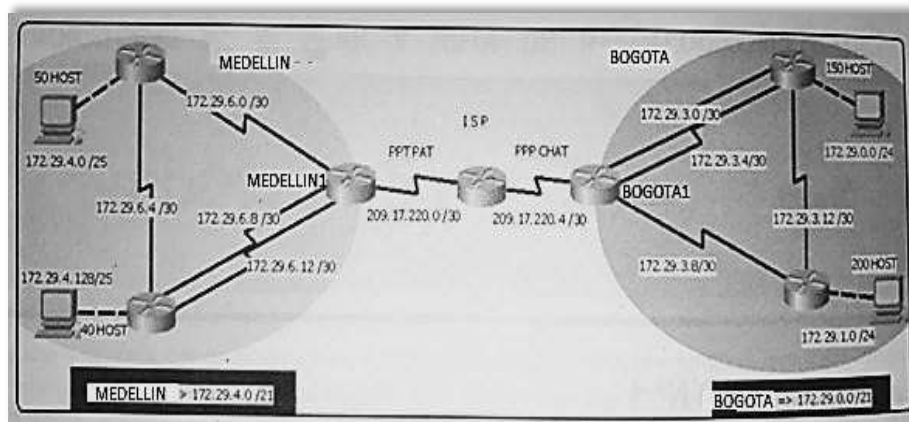 MEDELLIN - -
BOGOTA
50 HOST
150 HOST
172.29.6.0 /30
I S P
172.29.3.0 /30
172.29.4.0 /25
172.29.0.0 /24
PPT PAT
PPP CHAT
172.29.3.4/30
MEDELLIN1
BOGOTA1
172.29.6.4 /30
172.29.6.8 /30
209.17.220.0 /30
209.17.220.4 /30
172.29.3.12 /30
172.29.6.12 /30
172.29.3.8/30
172.29.4.128/25
200 HOST
40 HOST
172.29.1.0 /24
MEDELLIN > 172.29.4.0 /21
BOGOTA => 172.29.0.0 /21